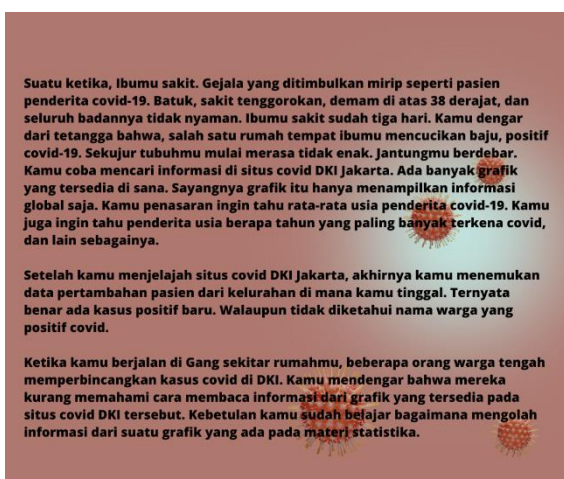 Suatu ketika, Ibumu sakit. Gejala yang ditimbulkan mirip seperti pasien
penderita covid-19. Batuk, sakit tenggorokan, demam di atas 38 derajat, dan
seluruh badannya tidak nyaman. Ibumu sakit sudah tiga hari. Kamu dengar
dari tetangga bahwa, salah satu rumah tempat ibumu mencucikan baju, positif
covid-19. Sekujur tubuhmu mulai merasa tidak enak. Jantungmu berdebar.
Kamu coba mencari informasi di situs covid DKI Jakarta. Ada banyak grafik
yang tersedia di sana. Sayangnya grafik itu hanya menampilkan informasi
global saja. Kamu penasaran ingin tahu rata-rata usia penderita covid-19. Kamu
juga ingin tahu penderita usia berapa tahun yang paling banyak terkena covid,
dan lain sebagainya.
Setelah kamu menjelajah situs covid DKI Jakarta, akhirnya kamu menemukan
data pertambahan pasien dari kelurahan di mana kamu tinggal. Ternyata
benar ada kasus positif baru. Walaupun tidak diketahui nama warga yang
positif covid.
Ketika kamu berjalan di Gang sekitar rumahmu, beberapa orang warga tengah
memperbincangkan kasus covid di DKI. Kamu mendengar bahwa mereka
kurang memahami cara membaca informasi dari grafik yang tersedia pada
situs covid DKI tersebut. Kebetulan kamu sudah belajar bagaimana mengolah
informasi dari suatu grafik yang ada pada materi statistika.